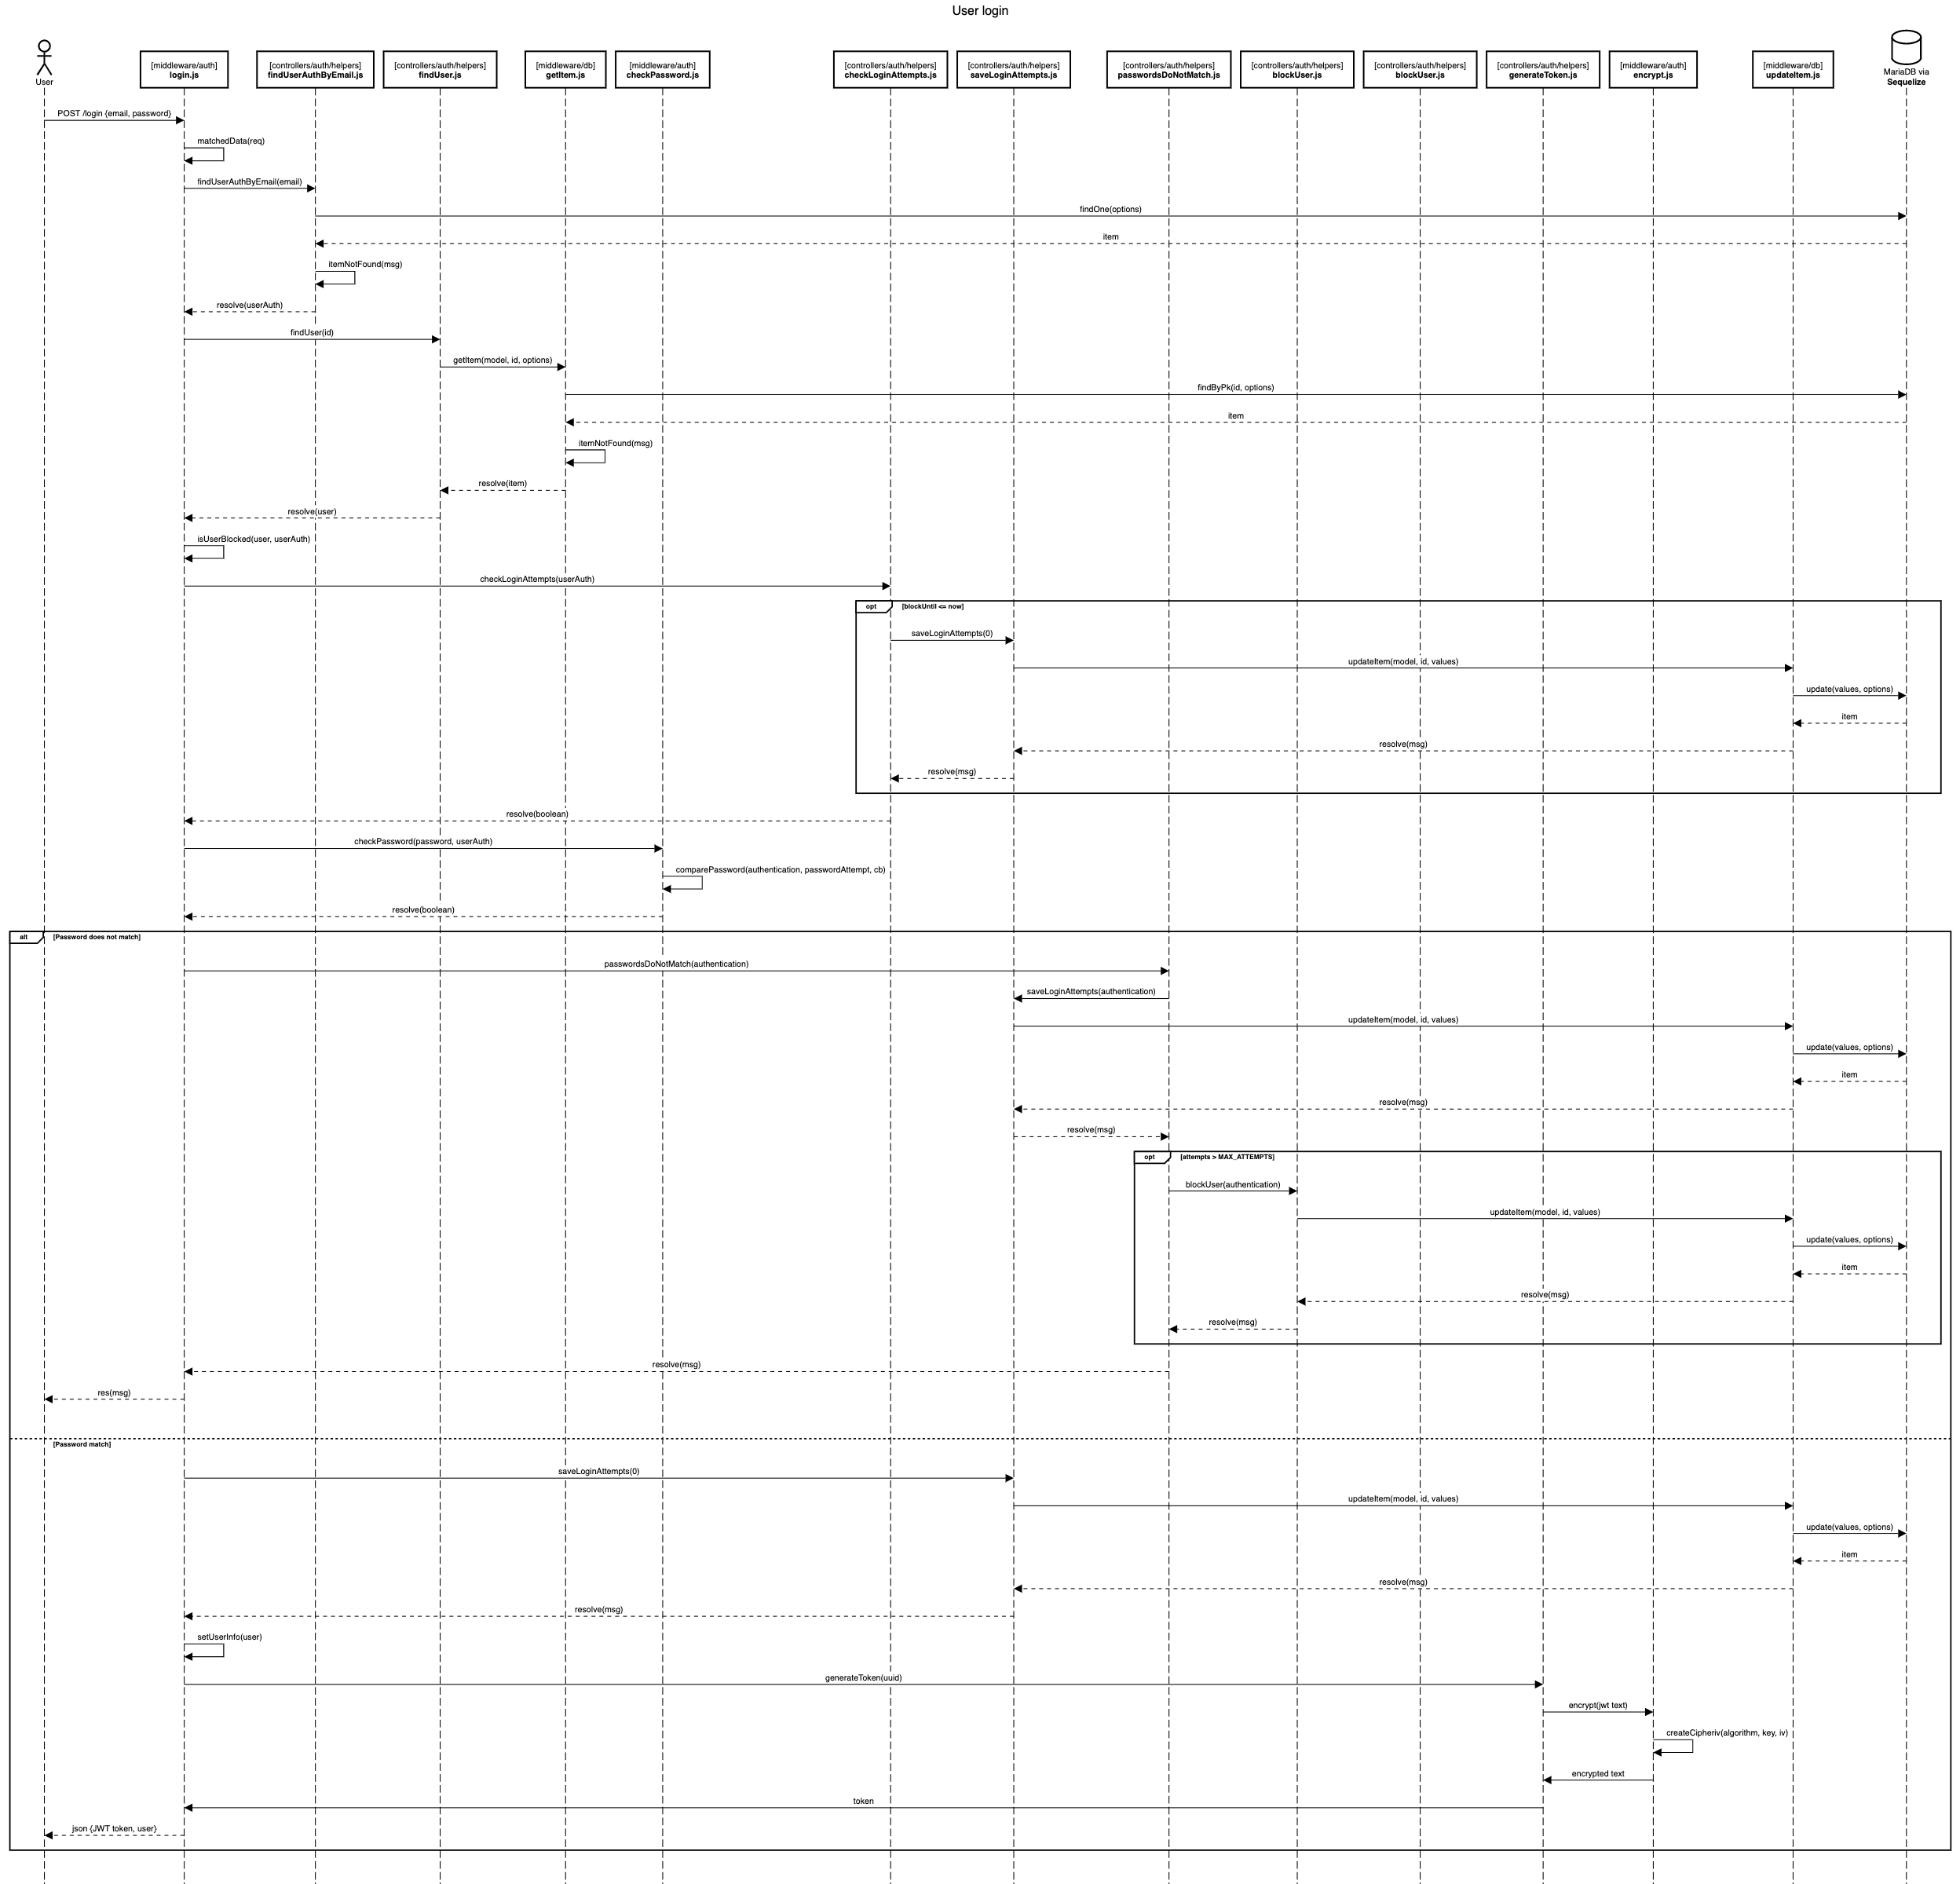 User login
User
[middleware/auth]
login.js
[controllers/auth/helpers]
findUserAuthByEmail.js
[controllers/auth/helpers]
findUser.js
[middleware/db]
getItem.js
[middleware/auth]
checkPassword.js
[controllers/auth/helpers]
checkLoginAttempts.js
[controllers/auth/helpers]
saveLoginAttempts.js
[controllers/auth/helpers]
passwordsDoNotMatch.js
[controllers/auth/helpers]
blockUser.js
[controllers/auth/helpers]
blockUser.js
[controllers/auth/helpers]
generateToken.js
[middleware/auth]
encrypt.js
[middleware/db]
updateItem.js
MariaDB via
Sequelize
POST /login {email, password}
matchedData(req)
findUserAuthByEmail(email)
findOne(options)
item
itemNotFound(msg)
resolve(userAuth)
findUser(id)
getItem(model, id, options)
findByPk(id, options)
item
itemNotFound(msg)
resolve(item)
resolve(user)
isUserBlocked(user, userAuth)
checkLoginAttempts(userAuth)
opt
[blockUntil <= now]
saveLoginAttempts(0)
updateItem(model, id, values)
update(values, options)
item
resolve(msg)
resolve(msg)
resolve(boolean)
checkPassword(password, userAuth)
comparePassword(authentication, passwordAttempt, cb)
resolve(boolean)
alt
[Password does not match]
passwordsDoNotMatch(authentication)
saveLoginAttempts(authentication)
updateItem(model, id, values)
update(values, options)
item
resolve(msg)
resolve(msg)
opt
[attempts > MAX_ATTEMPTS]
blockUser(authentication)
updateItem(model, id, values)
update(values, options)
item
resolve(msg)
resolve(msg)
resolve(msg)
res(msg)
[Password match]
saveLoginAttempts(0)
updateItem(model, id, values)
update(values, options)
item
resolve(msg)
resolve(msg)
setUserInfo(user)
generateToken(uuid)
encrypt(jwt text)
createCipheriv(algorithm, key, iv)
encrypted text
token
json {JWT token, user}